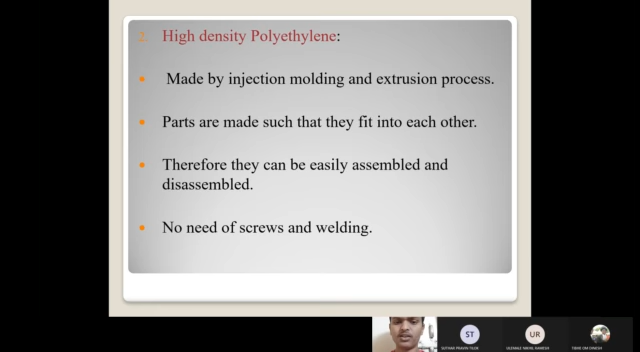 2. High density Polyethylene:
• Made by injection molding and extrusion process.
• Parts are made such that they fit into each other.
• Therefore they can be easily assembled and
disassembled.
• No need of screws and welding.
ST
UR